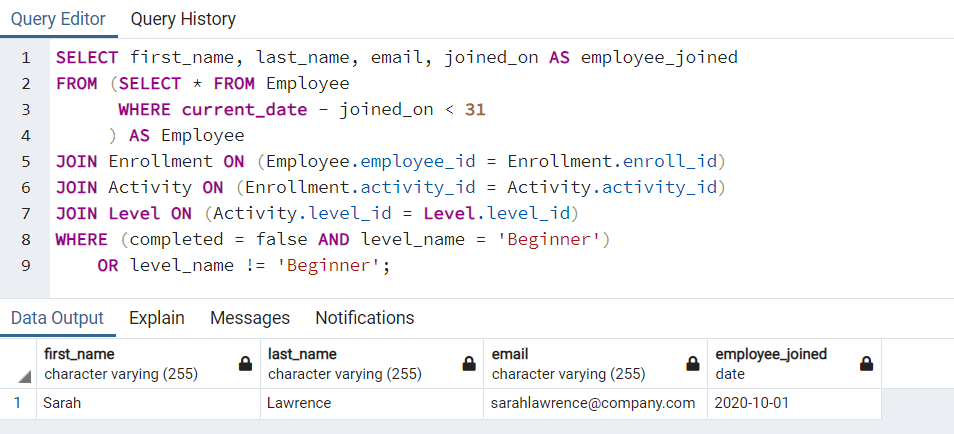 Query Editor Query History
1 SELECT first_name, last_name, email, joined_on AS employee_joined
2 FROM (SELECT * FROM Employee
3 WHERE current_date - joined_on < 31
4 ) AS Employee
5 JOIN Enrollment ON (Employee.employee_id = Enrollment.enroll_id)
6 JOIN Activity ON (Enrollment.activity_id = Activity.activity_id)
7 JOIN Level ON (Activity.level_id = Level.level_id)
8 WHERE (completed = false AND level_name = 'Beginner')
9 OR level_name != 'Beginner';
Data Output Explain Messages Notifications
first_name last_name email employee_joined
character varying (255) character varying (255) character varying (255) date
1 Sarah Lawrence sarahlawrence@company.com 2020-10-01